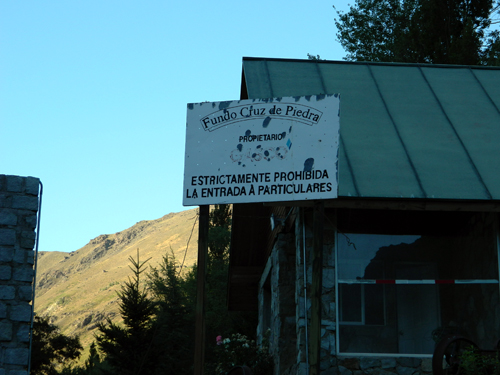 Fundo Cruz de Piedra
PROPIETARIO
ESTRICTAMENTE PROHIBIDA
LA ENTRADA A PARTICULARES